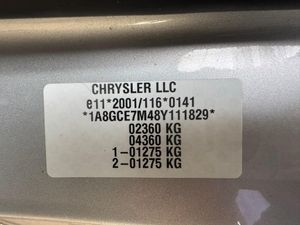 CHRYSLER LLC
e11*2001/116*0141
*1A8GCE7M48Y111829*
02360 KG
04360 KG
1-01275 KG
2-01275 KG